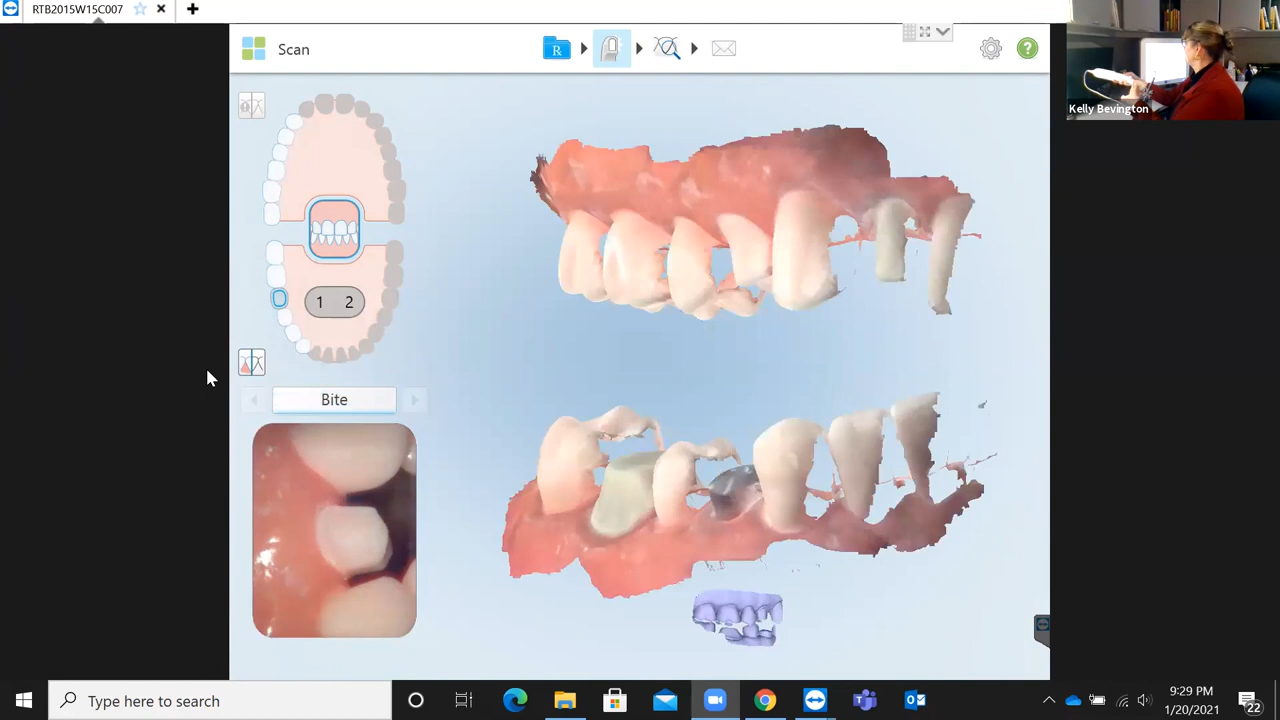 RTB2015W15C007
Scan
R
?
Kelly Bevington
1 2
Bite
Type here to search
9:29 PM
1/20/2021
22